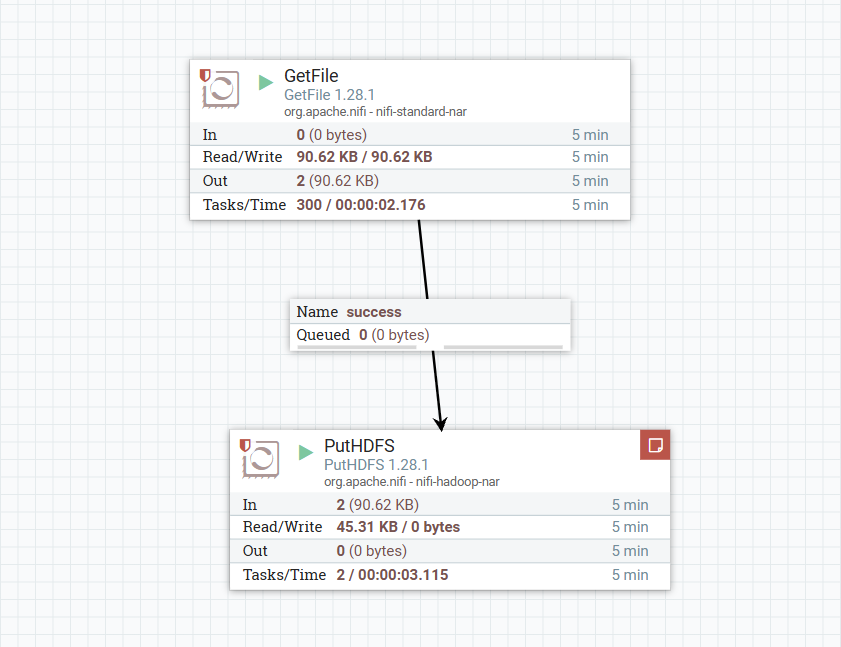 GetFile
GetFile 1.28.1
org.apache.nifi - nifi-standard-nar
In 0 (0 bytes) 5 min
Read/Write 90.62 KB / 90.62 KB 5 min
Out 2 (90.62 KB) 5 min
Tasks/Time 300 / 00:00:02.176 5 min
Name success
Queued 0 (0 bytes)
PutHDFS
PutHDFS 1.28.1
org.apache.nifi - nifi-hadoop-nar
In 2 (90.62 KB) 5 min
Read/Write 45.31 KB / 0 bytes 5 min
Out 0 (0 bytes) 5 min
Tasks/Time 2 / 00:00:03.115 5 min